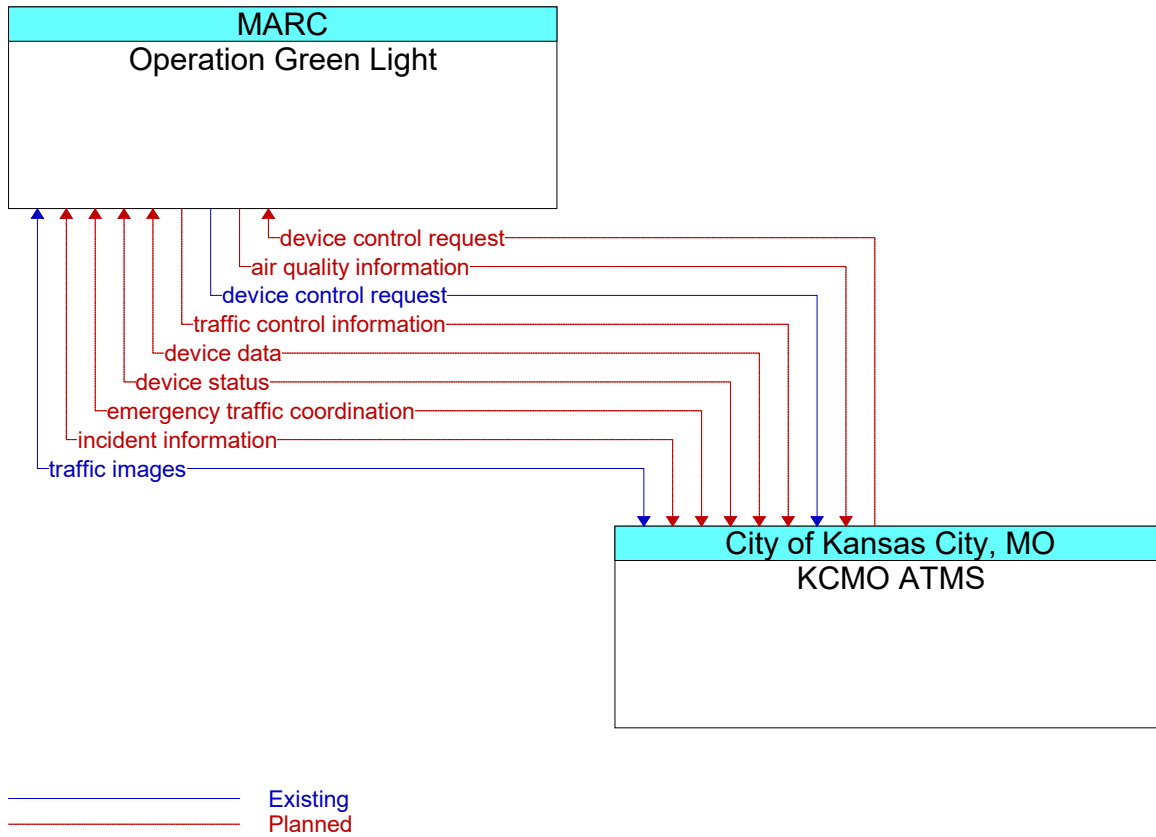 MARC
Operation Green Light
device control request
air quality information
device control request
traffic control information
device data
device status
emergency traffic coordination
incident information
traffic images
City of Kansas City, MO
KCMO ATMS
Existing
Planned